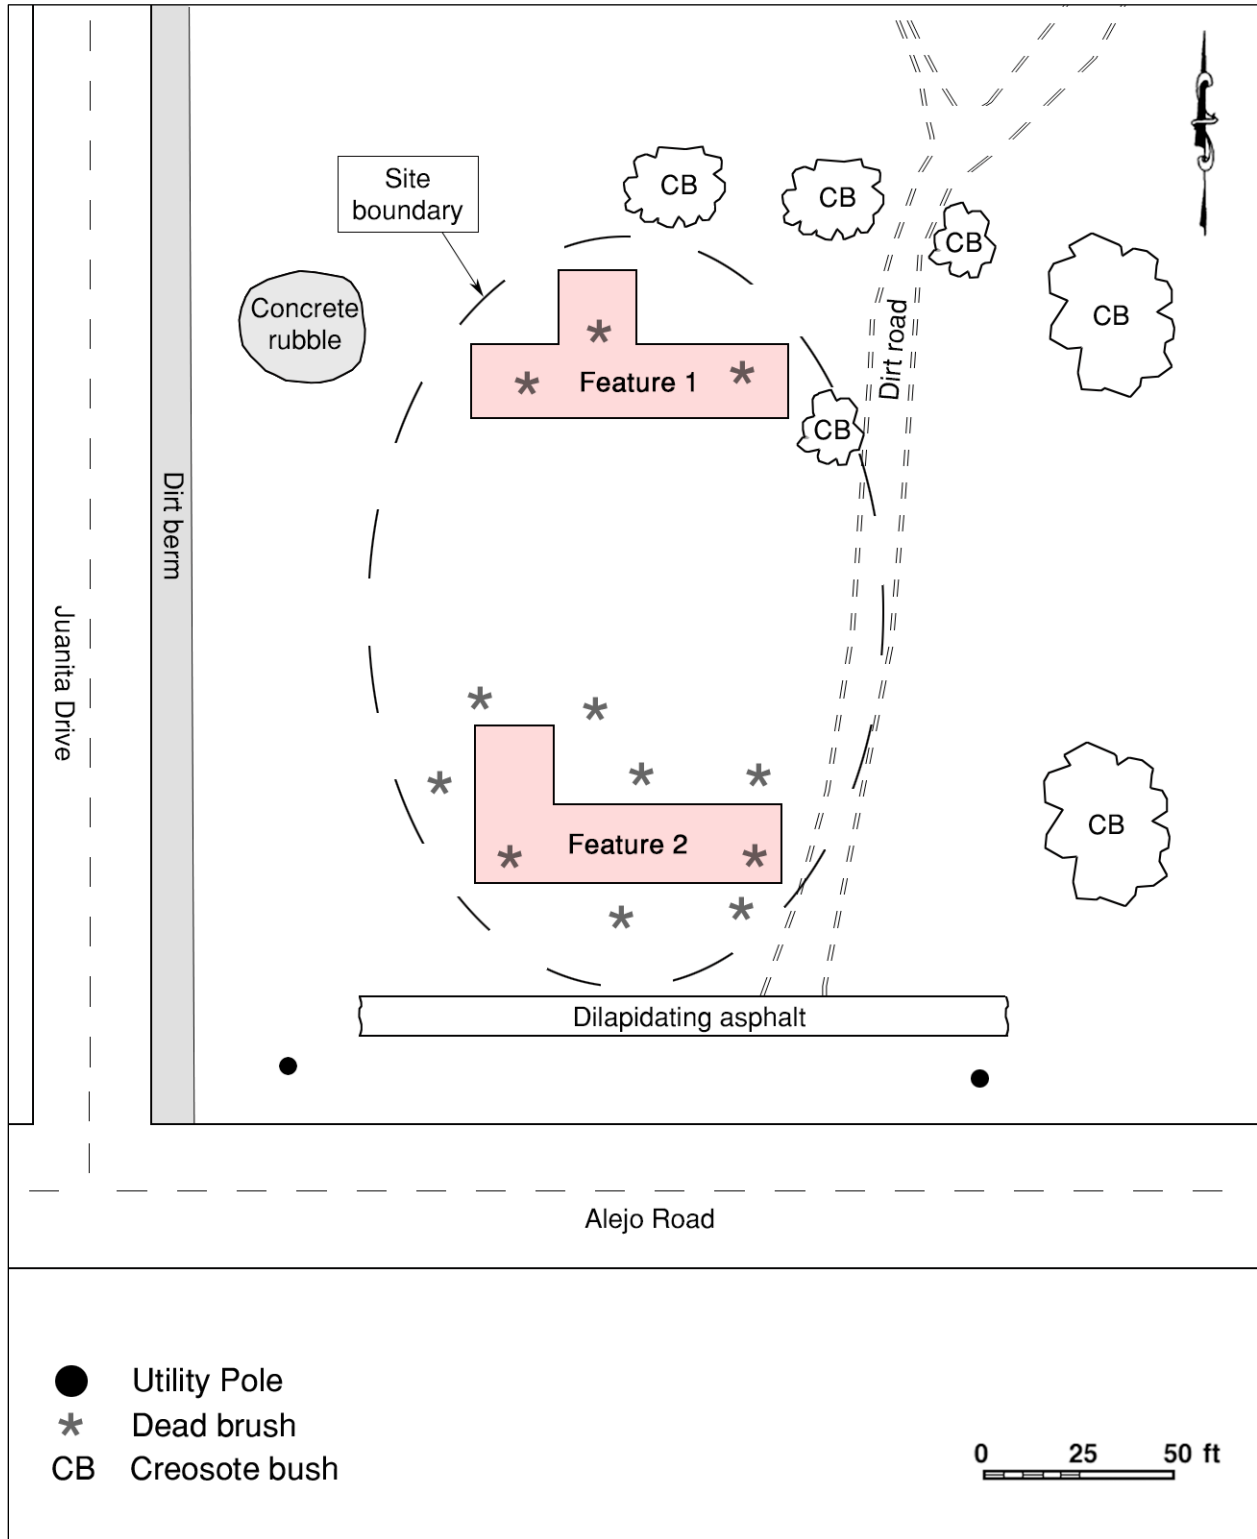 CB
CB
Site
boundary
CB
Concrete
rubble
CB
Dirt road
Feature 1
CB
Dirt berm
Juanita Drive
Feature 2
CB
Dilapidating asphalt
Alejo Road
Utility Pole
Dead brush
CB Creosote bush
0 25 50 ft